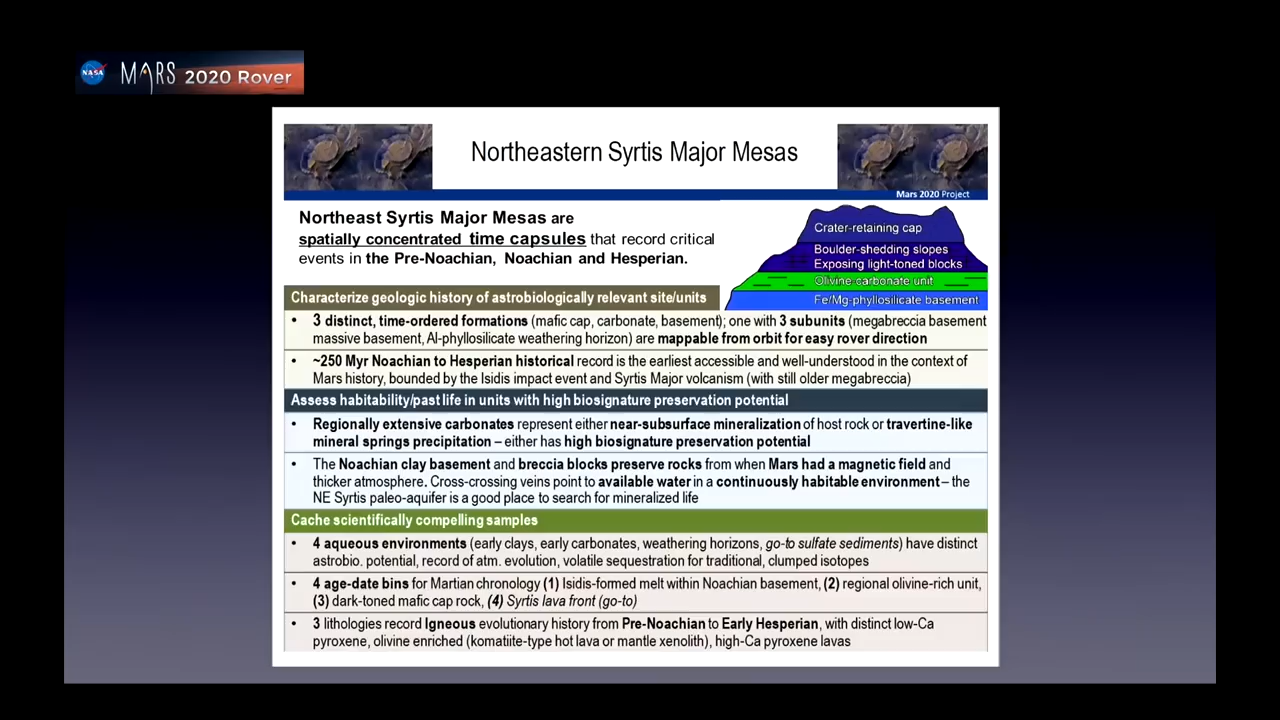 NASA MARS 2020 Rover
Northeastern Syrtis Major Mesas
Mars 2020 Project
Northeast Syrtis Major Mesas are
spatially concentrated time capsules that record critical
events in the Pre-Noachian, Noachian and Hesperian.
Crater-retaining cap
Boulder-shedding slopes
Exposing light-toned blocks
Olivine-carbonate unit
Fe/Mg-phyllosilicate basement
Characterize geologic history of astrobiologically relevant site/units
• 3 distinct, time-ordered formations (mafic cap, carbonate, basement); one with 3 subunits (megabreccia basement
massive basement, Al-phyllosilicate weathering horizon) are mappable from orbit for easy rover direction
• ~250 Myr Noachian to Hesperian historical record is the earliest accessible and well-understood in the context of
Mars history, bounded by the Isidis impact event and Syrtis Major volcanism (with still older megabreccia)
Assess habitability/past life in units with high biosignature preservation potential
• Regionally extensive carbonates represent either near-subsurface mineralization of host rock or travertine-like
mineral springs precipitation – either has high biosignature preservation potential
• The Noachian clay basement and breccia blocks preserve rocks from when Mars had a magnetic field and
thicker atmosphere. Cross-crossing veins point to available water in a continuously habitable environment – the
NE Syrtis paleo-aquifer is a good place to search for mineralized life
Cache scientifically compelling samples
• 4 aqueous environments (early clays, early carbonates, weathering horizons, go-to sulfate sediments) have distinct
astrobio. potential, record of atm. evolution, volatile sequestration for traditional, clumped isotopes
• 4 age-date bins for Martian chronology (1) Isidis-formed melt within Noachian basement, (2) regional olivine-rich unit,
(3) dark-toned mafic cap rock, (4) Syrtis lava front (go-to)
• 3 lithologies record Igneous evolutionary history from Pre-Noachian to Early Hesperian, with distinct low-Ca
pyroxene, olivine enriched (komatiite-type hot lava or mantle xenolith), high-Ca pyroxene lavas